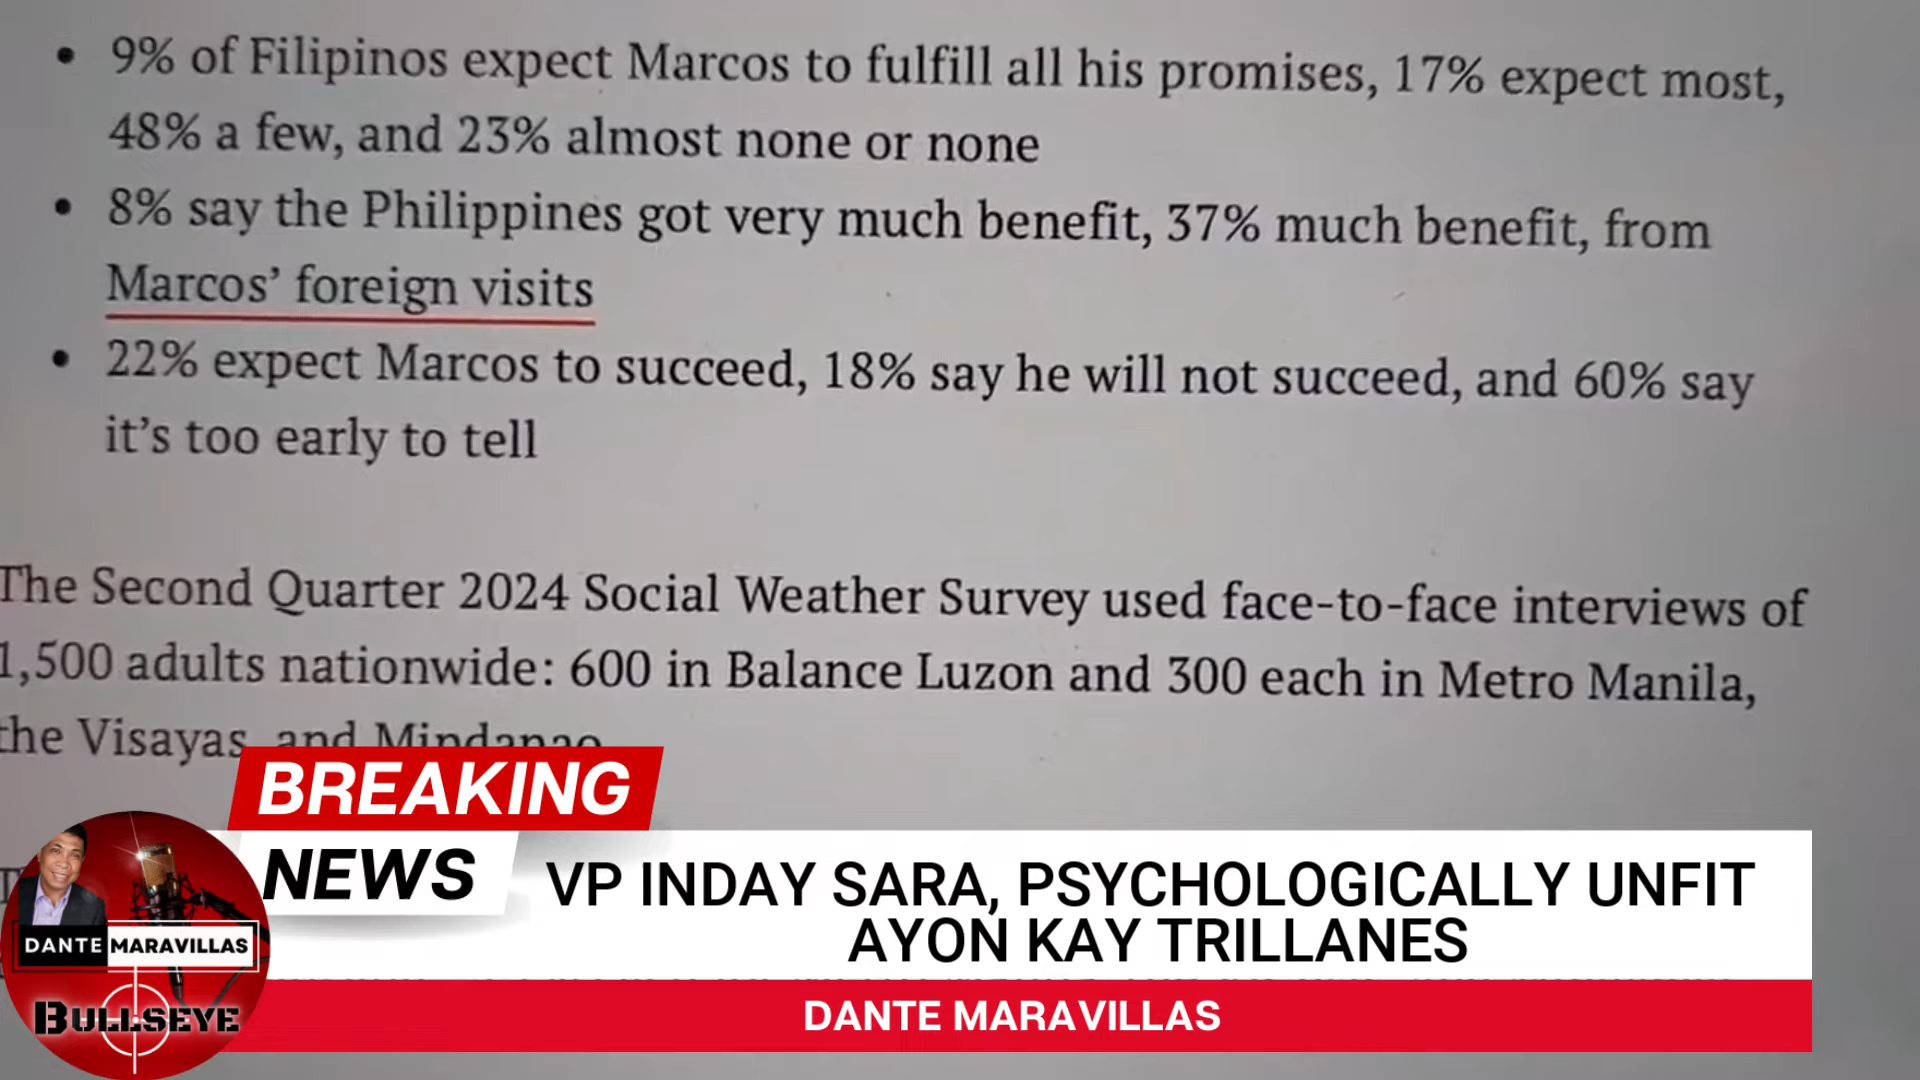 • 9% of Filipinos expect Marcos to fulfill all his promises, 17% expect most,
48% a few, and 23% almost none or none
• 8% say the Philippines got very much benefit, 37% much benefit, from
Marcos’ foreign visits
• 22% expect Marcos to succeed, 18% say he will not succeed, and 60% say
it’s too early to tell
The Second Quarter 2024 Social Weather Survey used face-to-face interviews of
1,500 adults nationwide: 600 in Balance Luzon and 300 each in Metro Manila,
the Visayas, and Mindanao
BREAKING
NEWS
VP INDAY SARA, PSYCHOLOGICALLY UNFIT
AYON KAY TRILLANES
DANTE MARAVILLAS
DANTE MARAVILLAS
BULLSEYE